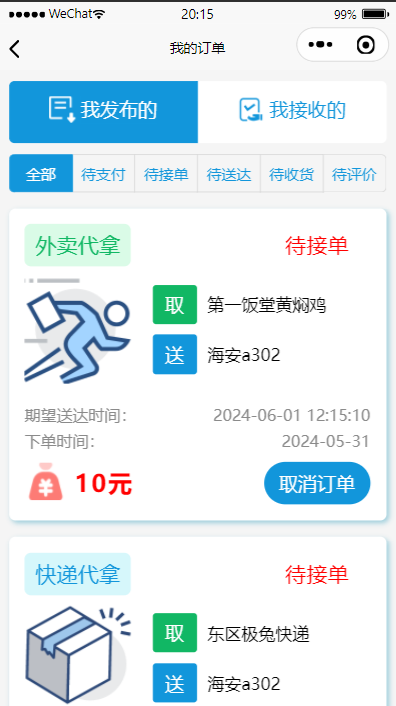 WeChat 20:15 99%
我的订单
我发布的 我接收的
全部 待支付 待接单 待送达 待收货 待评价
外卖代拿 待接单
取 第一饭堂黄焖鸡
送 海安a302
期望送达时间: 2024-06-01 12:15:10
下单时间: 2024-05-31
¥ 10元 取消订单
快递代拿 待接单
取 东区极兔快递
送 海安a302